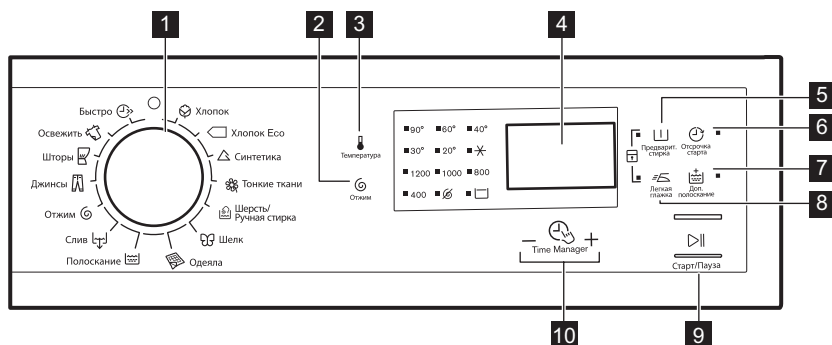 1
2
3
4
5
6
7
8
9
10
Быстро
Освежить
Шторы
Джинсы
Отжим
Слив
Полоскание
Хлопок
Хлопок Eco
Синтетика
Тонкие ткани
Шерсть/
Ручная стирка
Шелк
Одеяла
Температура
Отжим
90° 60° 40°
30° 20°
1200 1000 800
400
Предварит.
стирка
Отсрочка
старта
Легкая
глажка
Доп.
полоскание
− +
Time Manager
Старт/Пауза